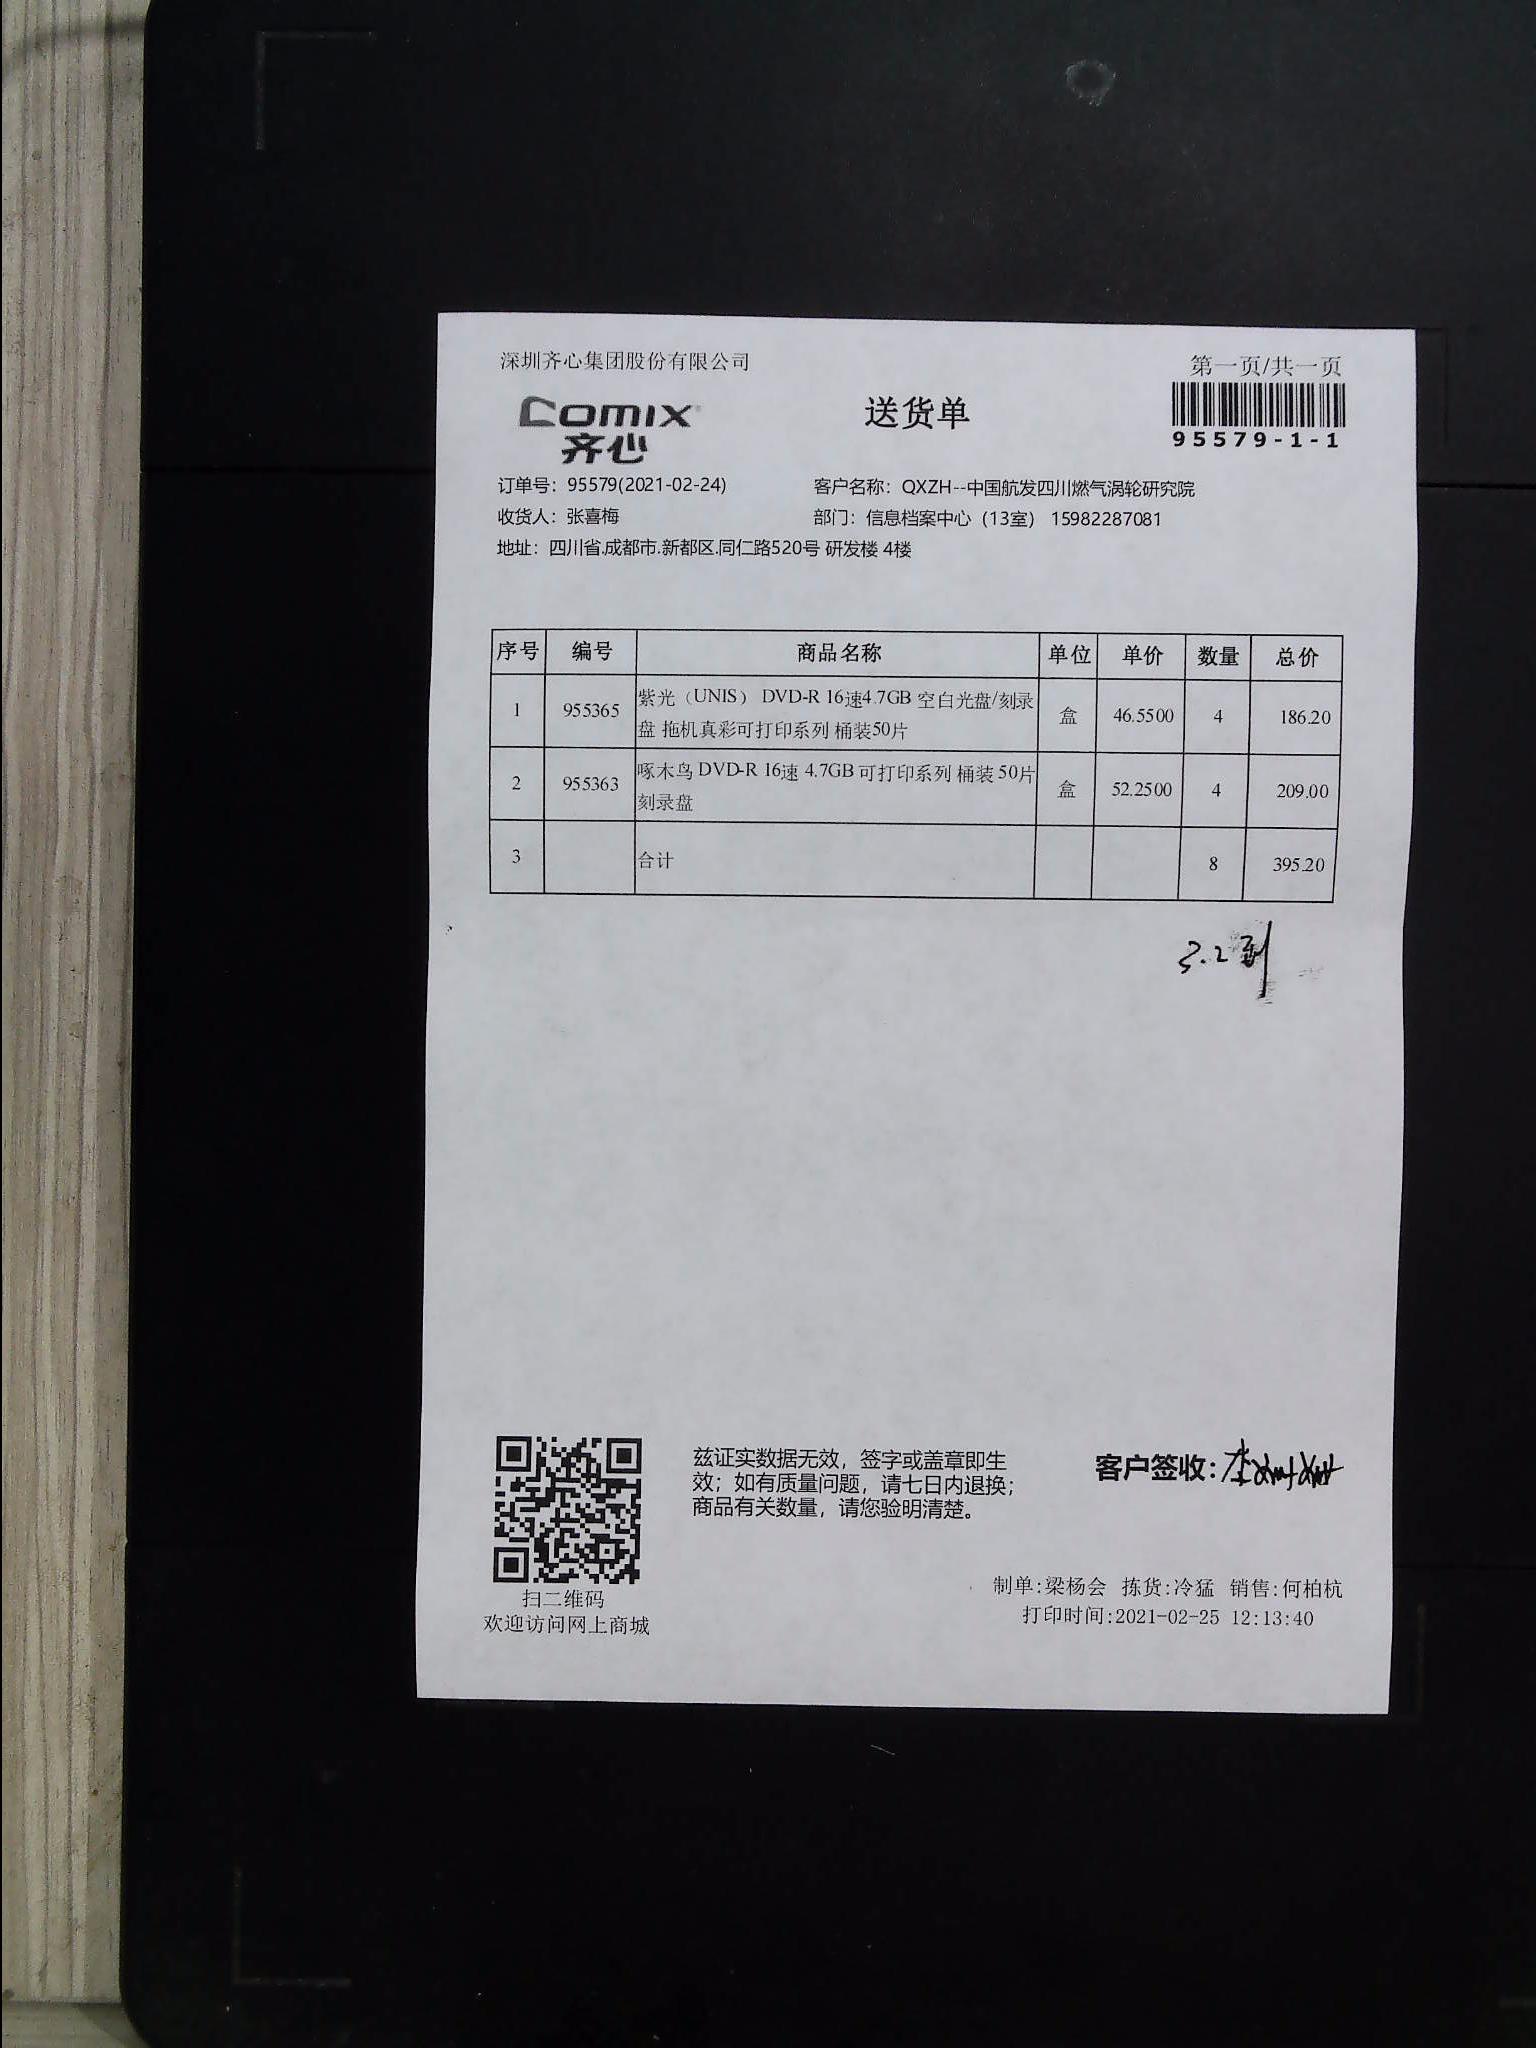 深圳齐心集团股份有限公司
第一页/共一页
COMIX
齐心
送货单
95579-1-1
订单号：95579(2021-02-24)
客户名称：QXZH--中国航发四川燃气涡轮研究院
收货人：张喜梅
部门：信息档案中心（13室） 15982287081
地址：四川省.成都市.新都区.同仁路520号 研发楼 4楼
序号 编号 商品名称 单位 单价 数量 总价
1 955365 紫光（UNIS） DVD-R 16速4.7GB 空白光盘/刻录
盘 拖机真彩可打印系列 桶装50片 盒 46.5500 4 186.20
2 955363 啄木鸟 DVD-R 16速 4.7GB 可打印系列 桶装 50片
刻录盘 盒 52.2500 4 209.00
3 合计 8 395.20
3.2到
兹证实数据无效，签字或盖章即生
效；如有质量问题，请七日内退换；
商品有关数量，请您验明清楚。
客户签收：
扫二维码
欢迎访问网上商城
制单:梁杨会 拣货:冷猛 销售:何柏杭
打印时间:2021-02-25 12:13:40